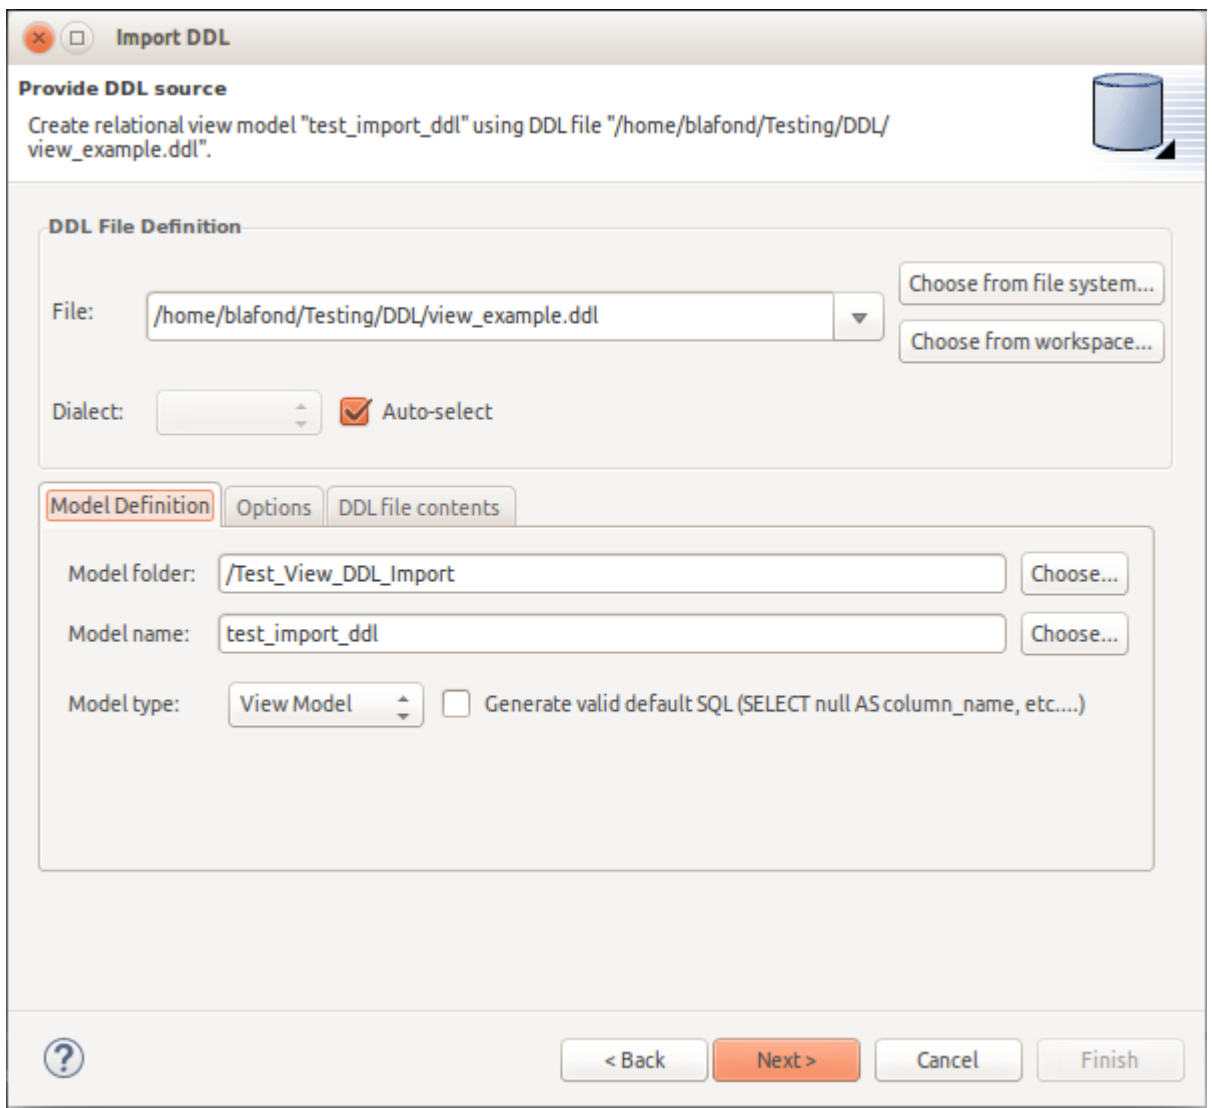 Import DDL
Provide DDL source
Create relational view model "test_import_ddl" using DDL file "/home/blafond/Testing/DDL/
view_example.ddl".
DDL File Definition
Choose from file system...
File: /home/blafond/Testing/DDL/view_example.ddl
Choose from workspace...
Dialect: Auto-select
Model Definition Options DDL file contents
Model folder: /Test_View_DDL_Import Choose...
Model name: test_import_ddl Choose...
Model type: View Model Generate valid default SQL (SELECT null AS column_name, etc....)
? < Back Next > Cancel Finish